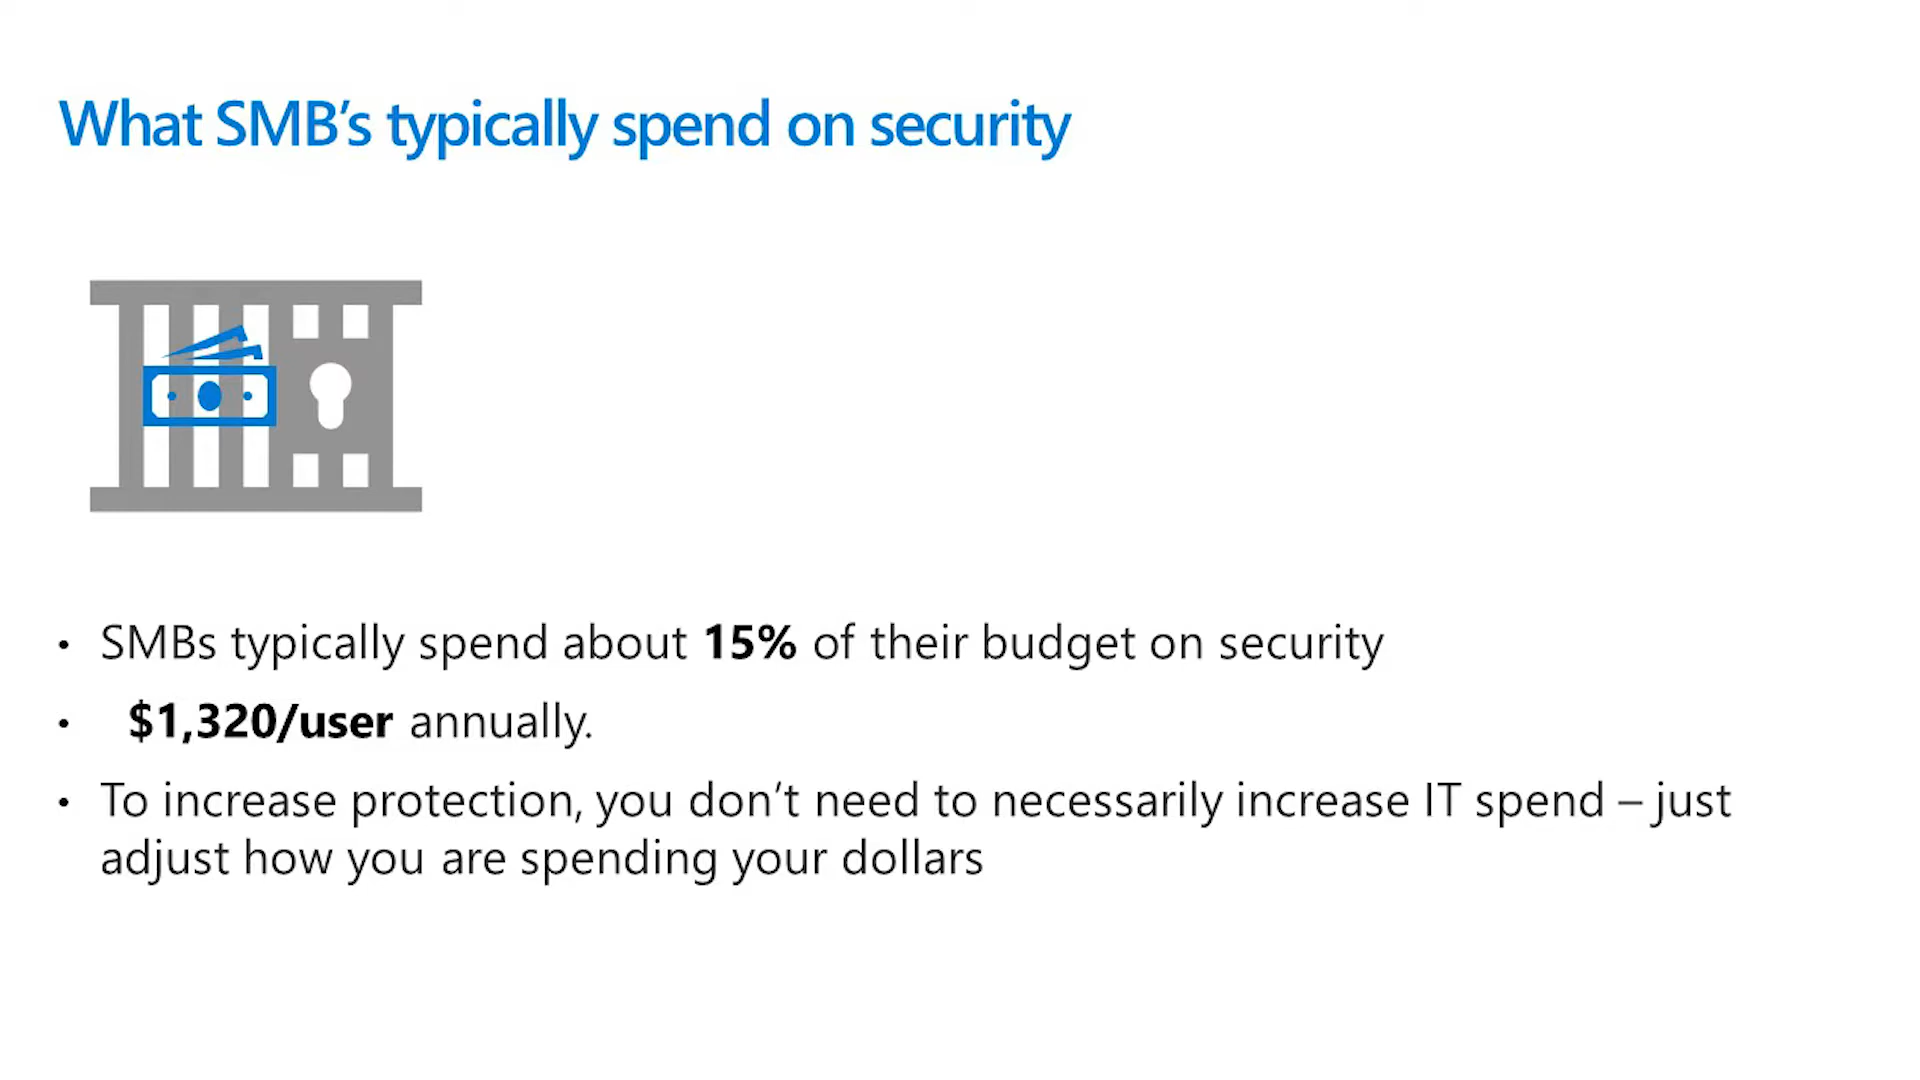 What SMB’s typically spend on security
• SMBs typically spend about 15% of their budget on security
• $1,320/user annually.
• To increase protection, you don’t need to necessarily increase IT spend – just
adjust how you are spending your dollars